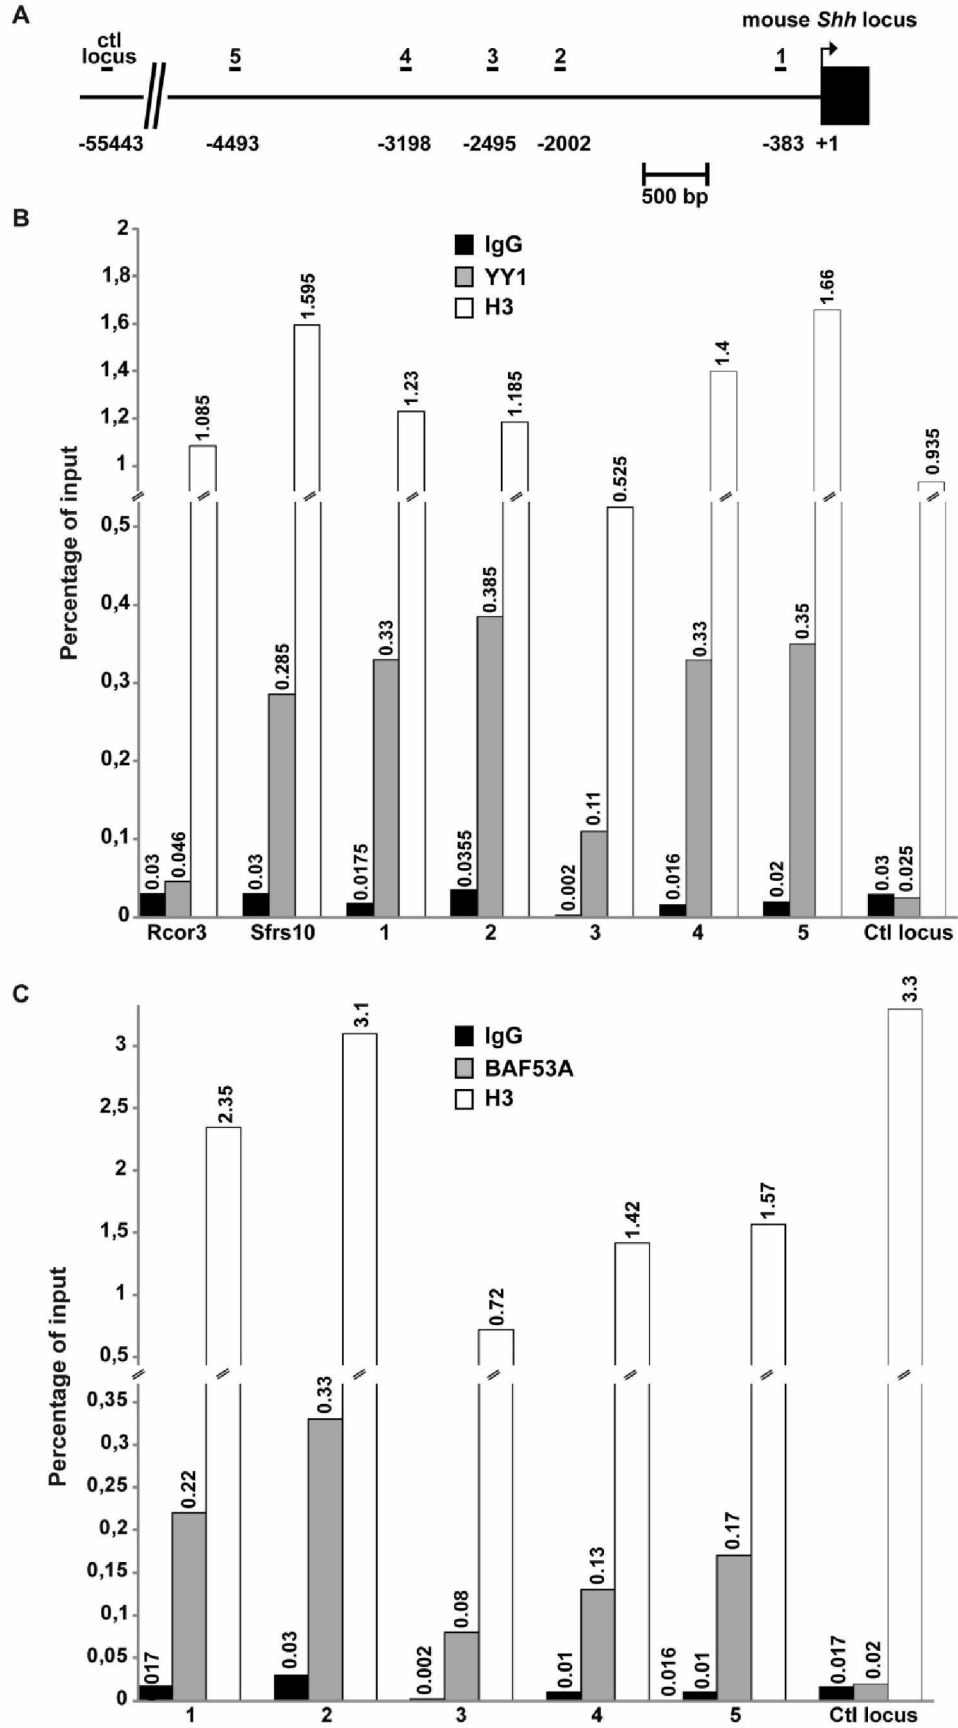 A
mouse Shh locus
ctl
locus
5 4 3 2 1
-55443 -4493 -3198 -2495 -2002 -383 +1
500 bp
B
IgG
YY1
H3
Percentage of input
2
1,8
1,6
1,4
1,2
1
0,5
0,4
0,3
0,2
0,1
0
0.03 0.046 1.085
0.03 0.285 1.595
0.0175 0.33 1.23
0.0355 0.385 1.185
0.002 0.11 0.525
0.016 0.33 1.4
0.02 0.35 1.66
0.03 0.025 0.935
Rcor3 Sfrs10 1 2 3 4 5 Ctl locus
C
IgG
BAF53A
H3
Percentage of input
3
2,5
2
1,5
1
0,5
0,35
0,3
0,25
0,2
0,15
0,1
0,05
0
017 0.22 2.35
0.03 0.33 3.1
0.002 0.08 0.72
0.01 0.13 1.42
0.016 0.01 0.17 1.57
0.017 0.02 3.3
1 2 3 4 5 Ctl locus